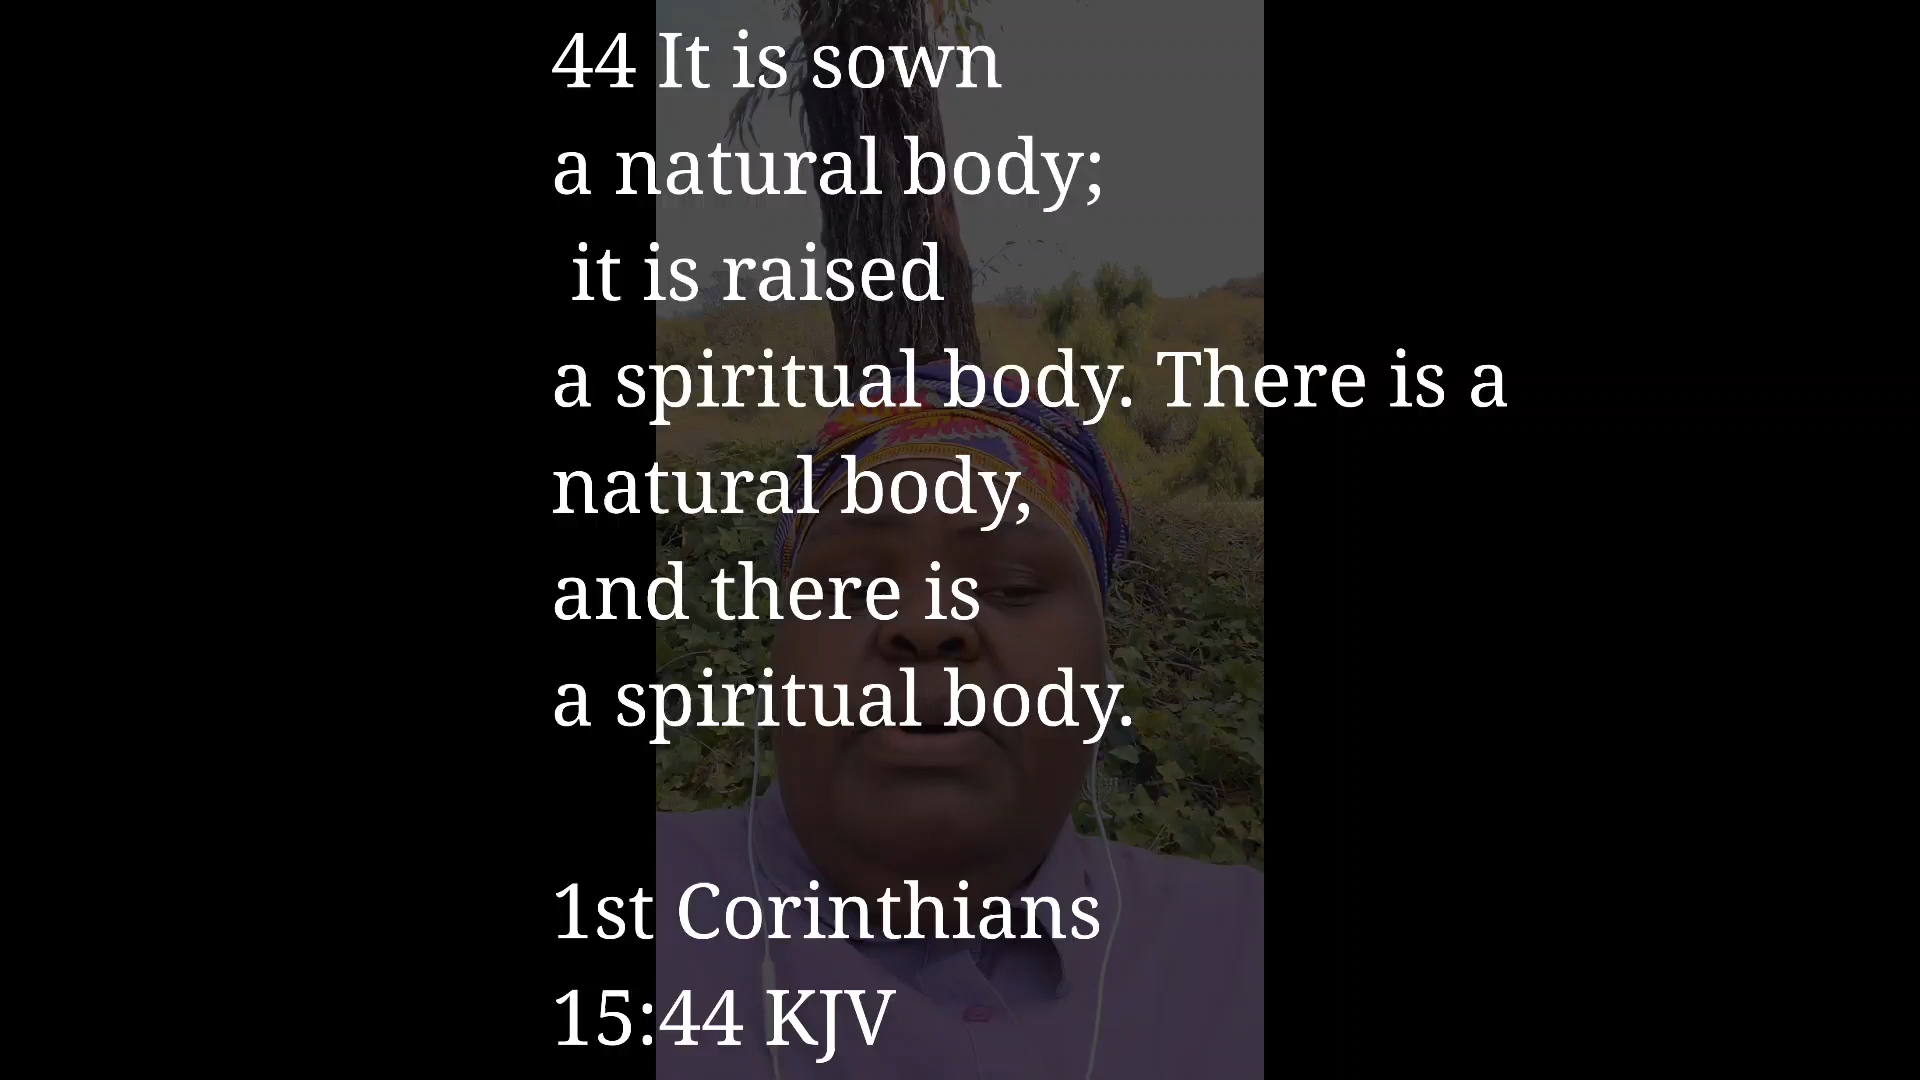 44 It is sown
a natural body;
it is raised
a spiritual body. There is a
natural body,
and there is
a spiritual body.
1st Corinthians
15:44 KJV